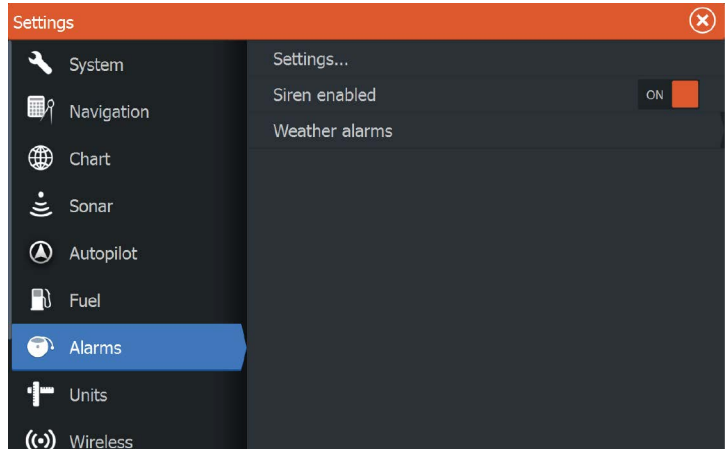 Settings
System
Navigation
Chart
Sonar
Autopilot
Fuel
Alarms
Units
Wireless
Settings...
Siren enabled ON
Weather alarms